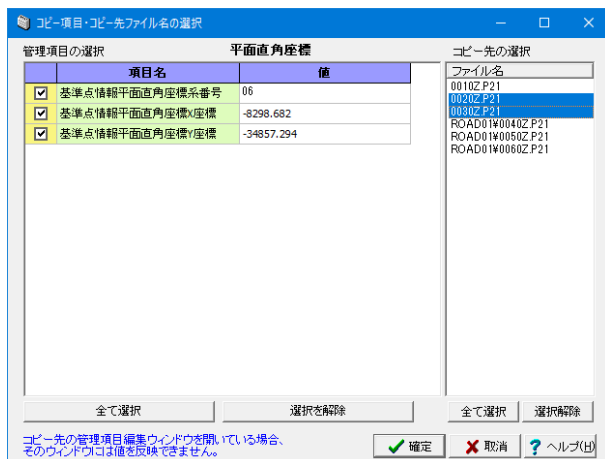 コピー項目・コピー先ファイル名の選択
管理項目の選択 平面直角座標 コピー先の選択
項目名 値 ファイル名
基準点情報平面直角座標系番号 06
基準点情報平面直角座標X座標 -8298.682
基準点情報平面直角座標Y座標 -34857.294
0010Z.P21
0020Z.P21
0030Z.P21
ROAD01¥0040Z.P21
ROAD01¥0050Z.P21
ROAD01¥0060Z.P21
全て選択 選択を解除 全て選択 選択解除
コピー先の管理項目編集ウィンドウを開いている場合、
そのウィンドウには値を反映できません。
確定 取消 ヘルプ(H)